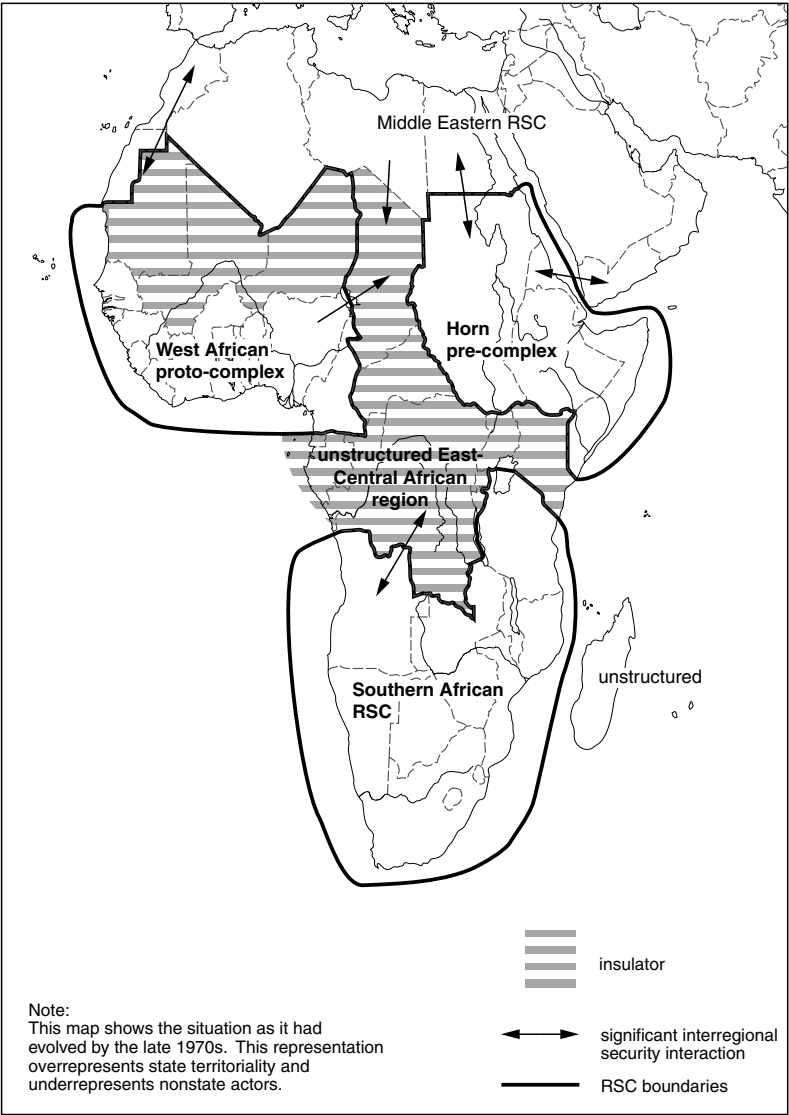 Middle Eastern RSC
Horn
pre-complex
West African
proto-complex
unstructured East-
Central African
region
unstructured
Southern African
RSC
insulator
Note:
This map shows the situation as it had
evolved by the late 1970s. This representation
overrepresents state territoriality and
underrepresents nonstate actors.
significant interregional
security interaction
RSC boundaries